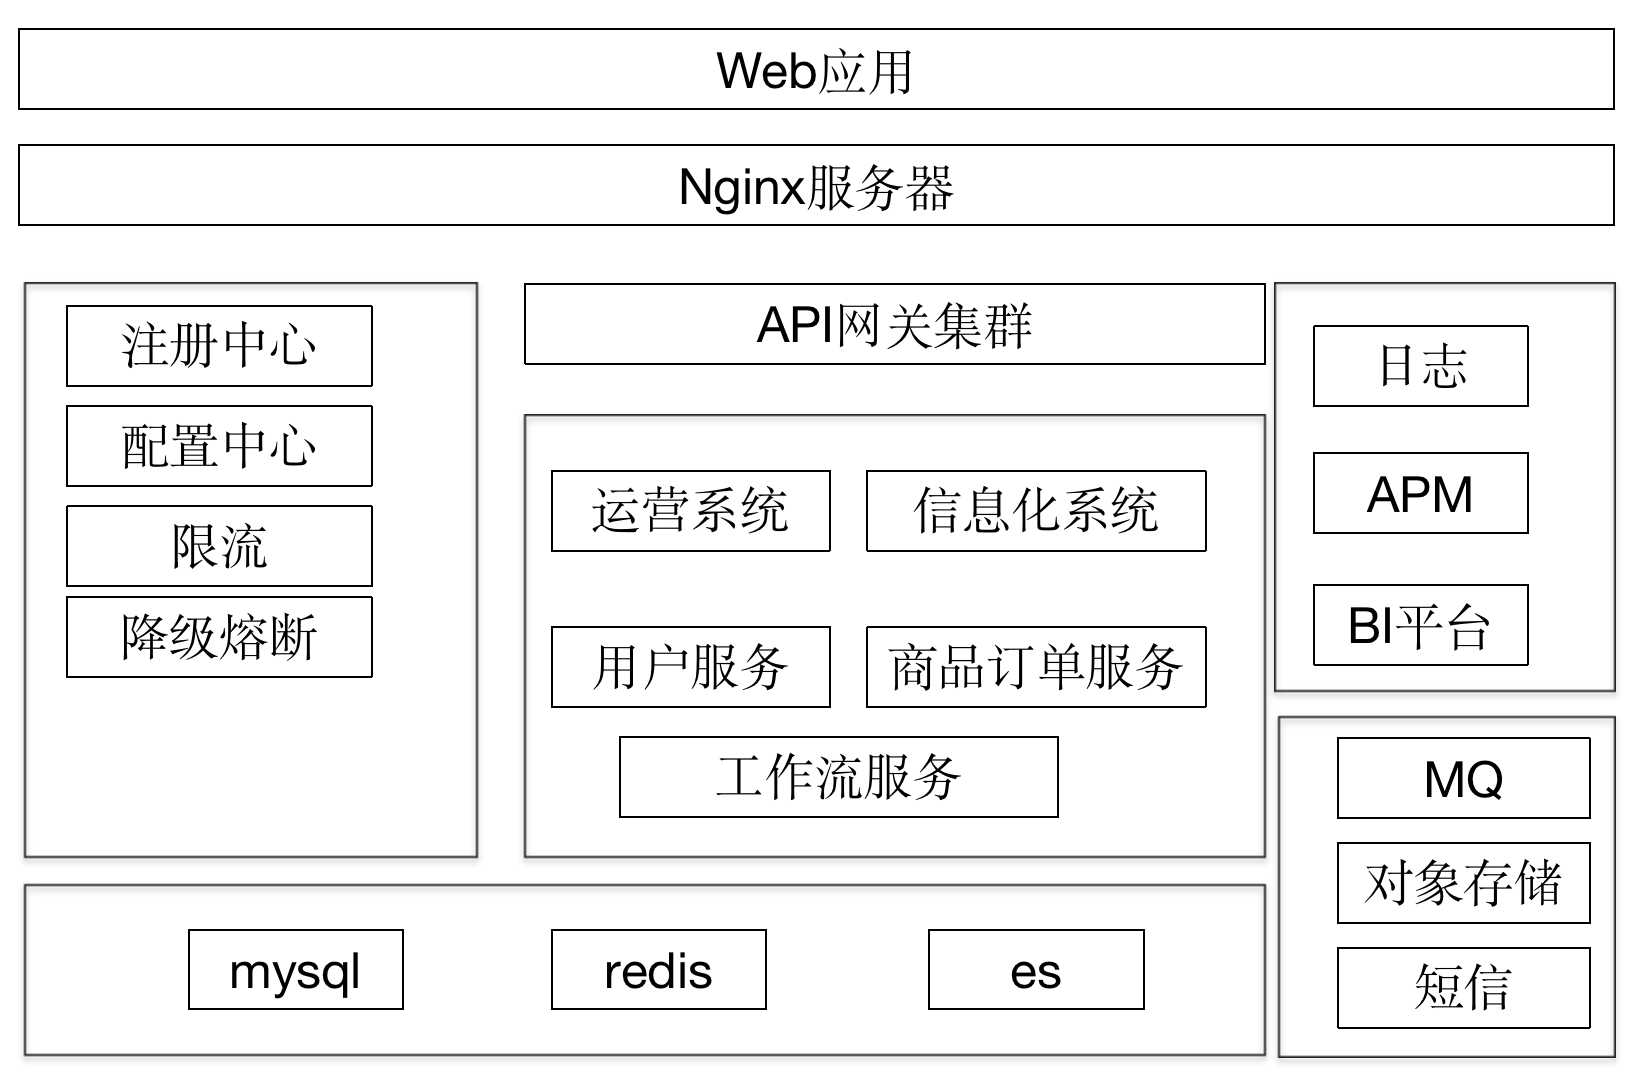 Web应用
Nginx服务器
注册中心
配置中心
限流
降级熔断
API网关集群
运营系统
信息化系统
用户服务
商品订单服务
工作流服务
日志
APM
BI平台
MQ
对象存储
短信
mysql
redis
es